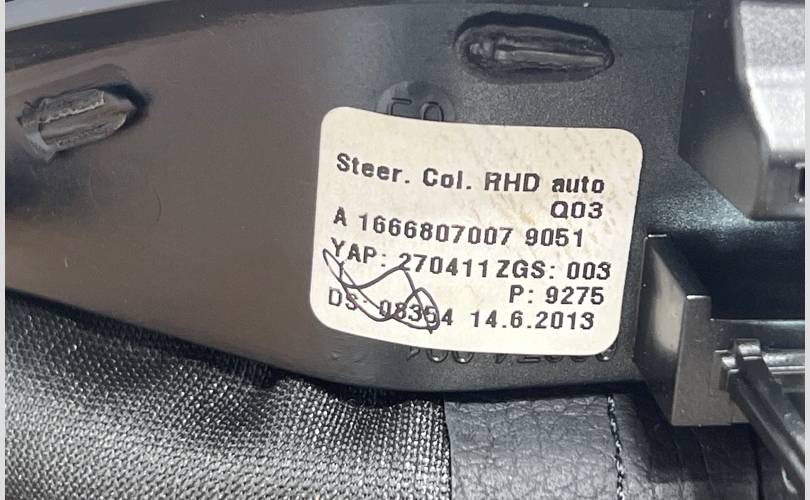 Steer. Col. RHD auto
Q03
A 1666807007 9051
YAP: 270411 ZGS: 003
P: 9275
DS: 08354 14.6.2013